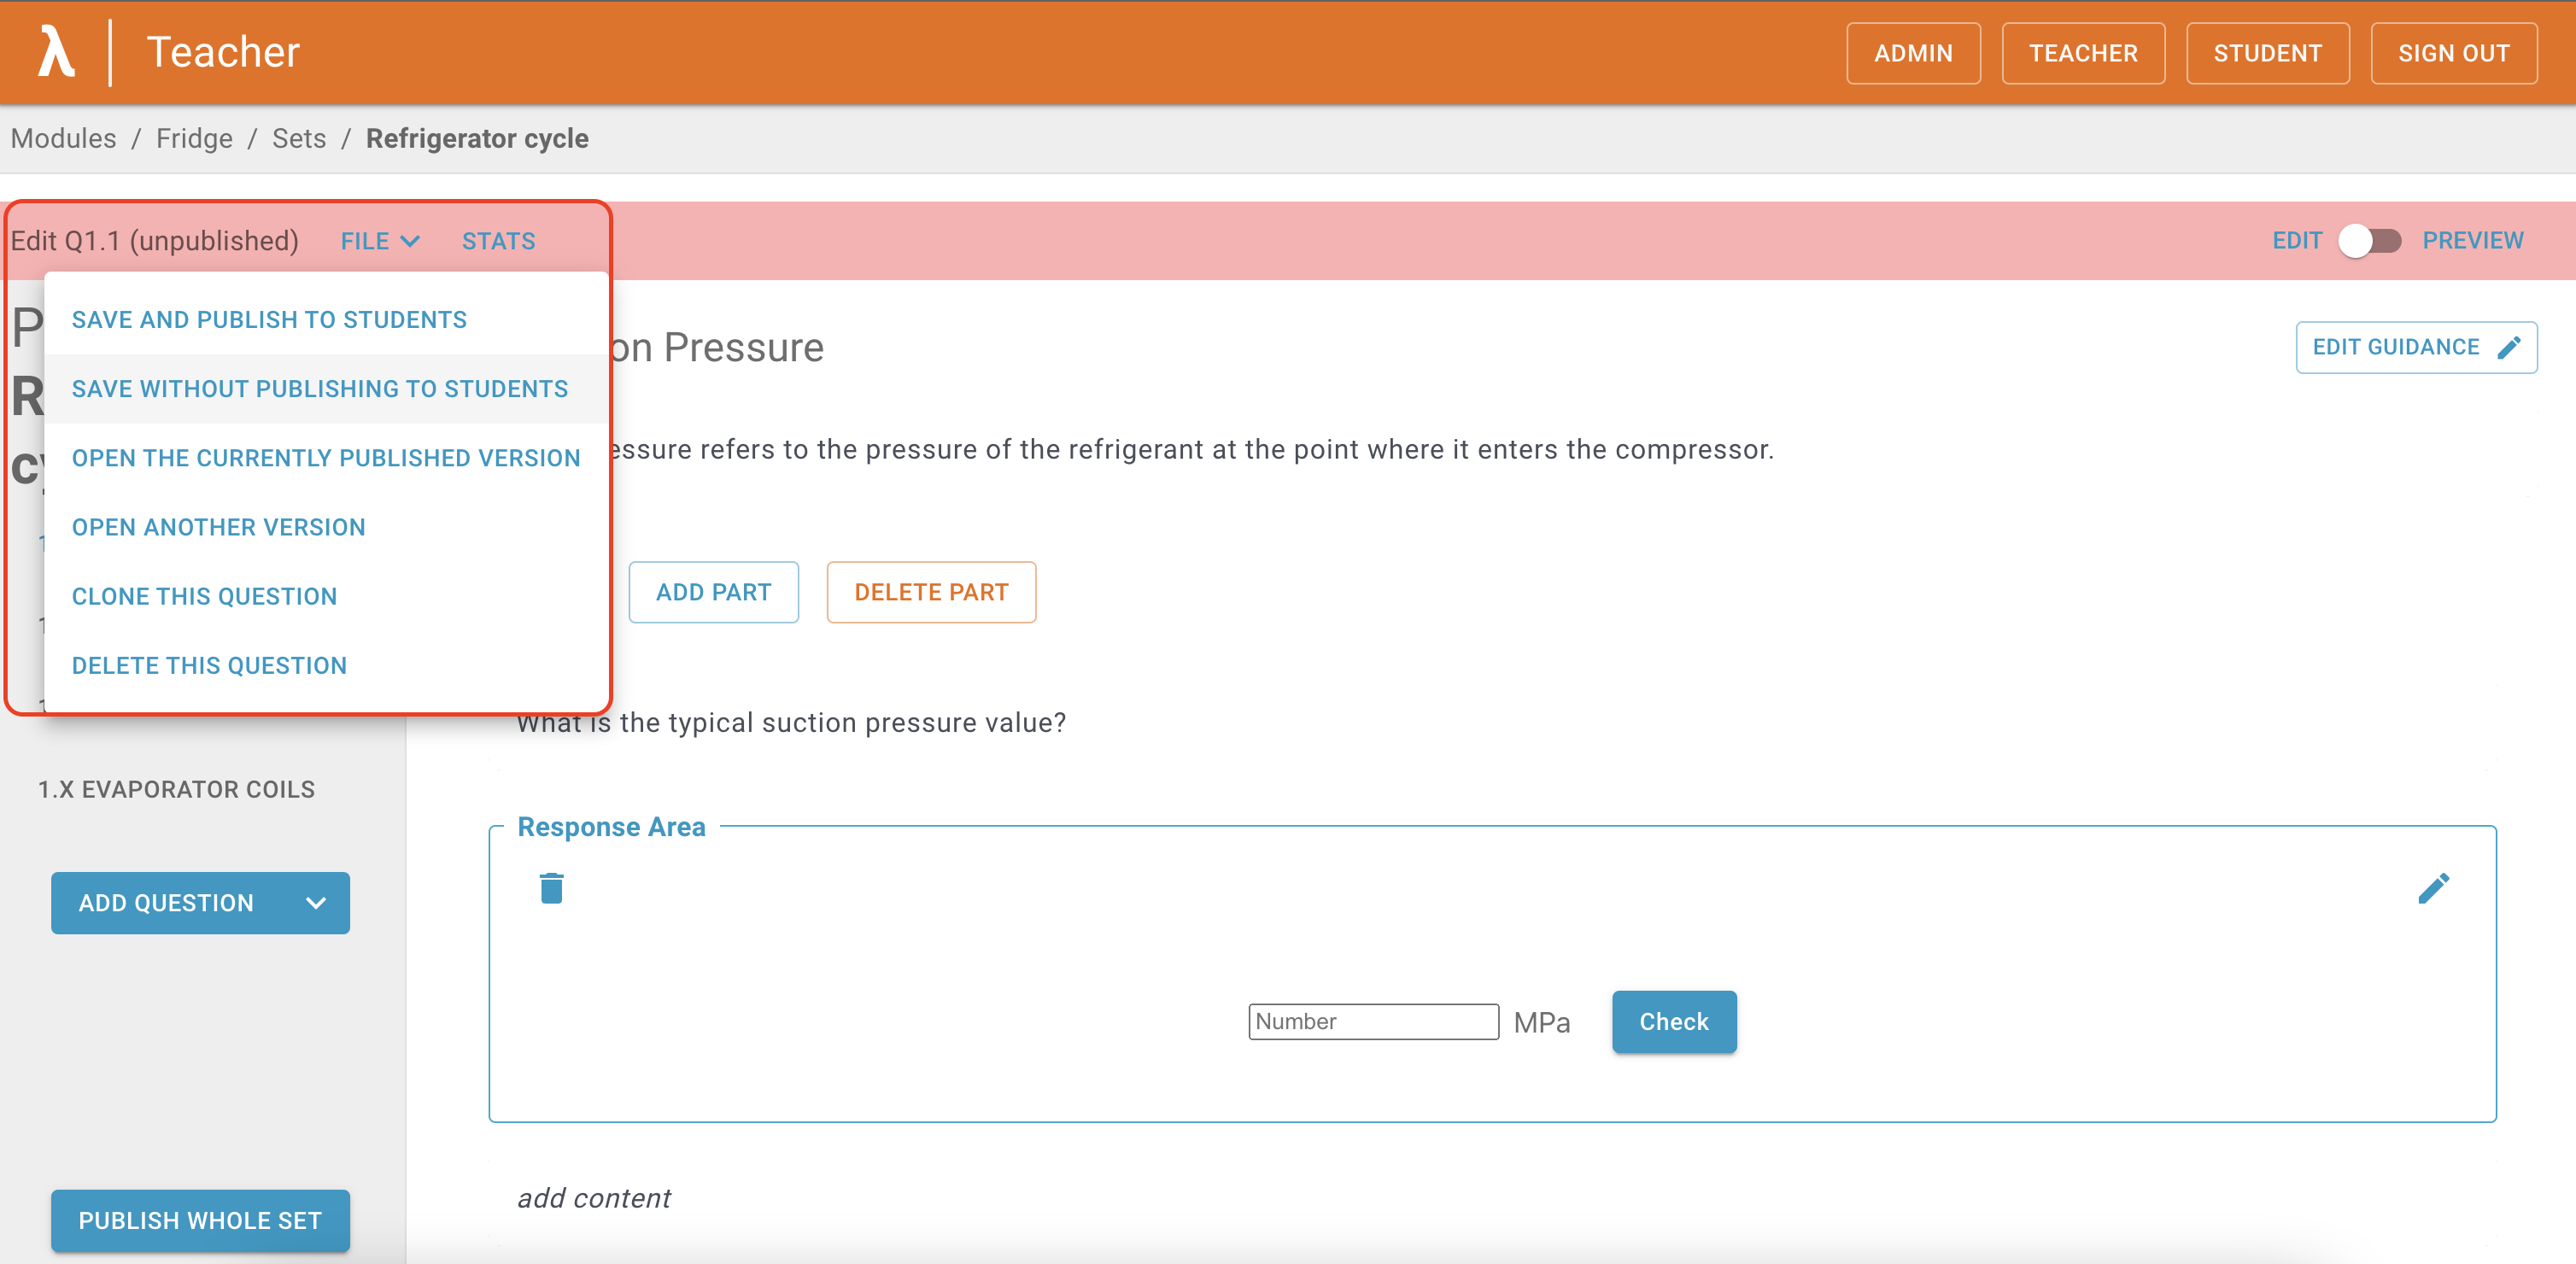 λ Teacher ADMIN TEACHER STUDENT SIGN OUT
Modules / Fridge / Sets / Refrigerator cycle
Edit Q1.1 (unpublished) FILE STATS EDIT PREVIEW
SAVE AND PUBLISH TO STUDENTS
on Pressure EDIT GUIDANCE
SAVE WITHOUT PUBLISHING TO STUDENTS
essure refers to the pressure of the refrigerant at the point where it enters the compressor.
OPEN THE CURRENTLY PUBLISHED VERSION
OPEN ANOTHER VERSION
CLONE THIS QUESTION
ADD PART DELETE PART
DELETE THIS QUESTION
What is the typical suction pressure value?
1.X EVAPORATOR COILS
Response Area
ADD QUESTION
Number MPa Check
add content
PUBLISH WHOLE SET